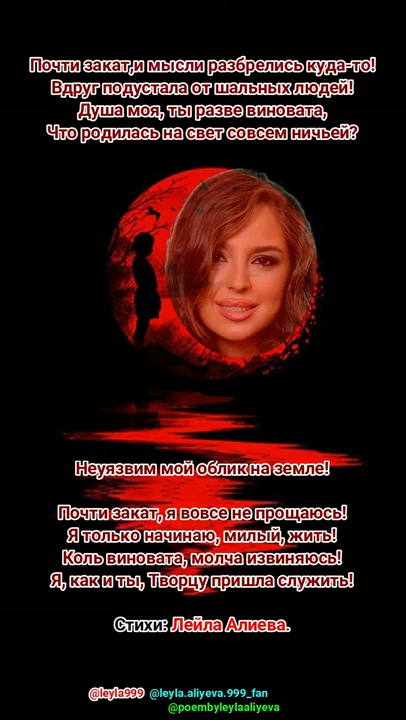 Почти закат,и мысли разбрелись куда-то!
Вдруг подустала от шальных людей!
Душа моя, ты разве виновата,
Что родилась на свет совсем ничьей?
Неуязвим мой облик на земле!
Почти закат, я вовсе не прощаюсь!
Я только начинаю, милый, жить!
Коль виновата, молча извиняюсь!
Я, как и ты, Творцу пришла служить!
Стихи: Лейла Алиева.
@leyla999 @leyla.aliyeva.999_fan
@poembyleylaaliyeva